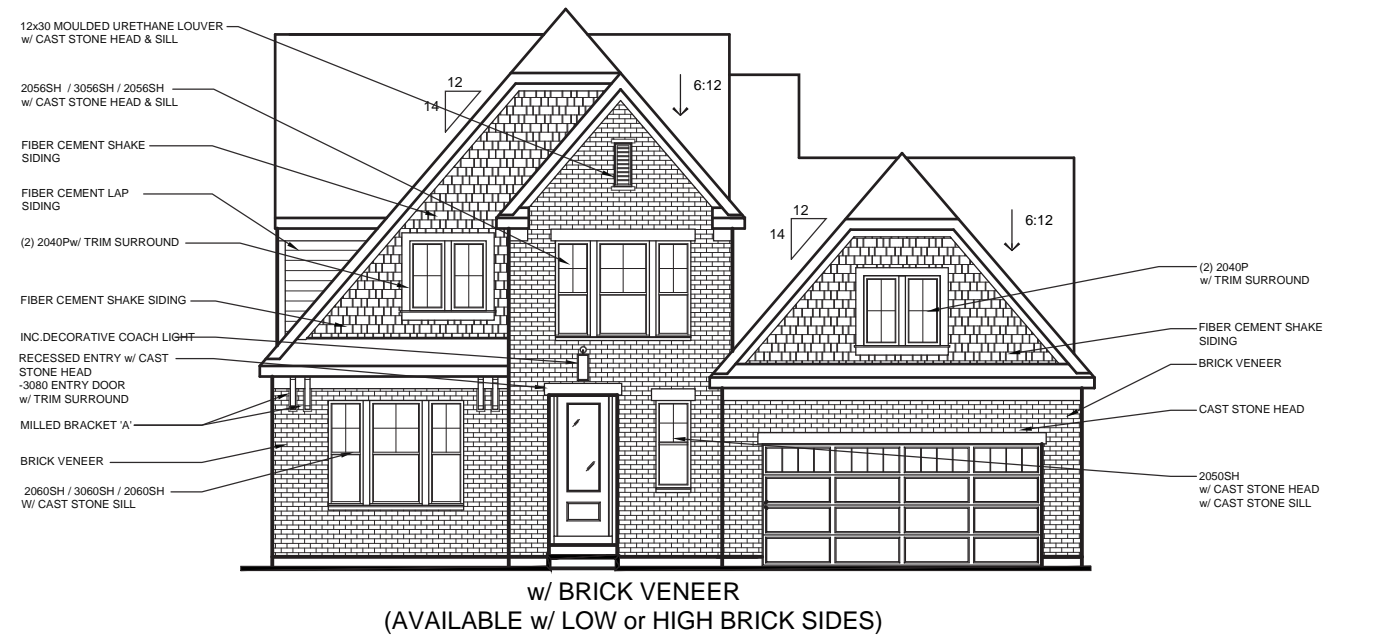 12x30 MOULDED URETHANE LOUVER
w/ CAST STONE HEAD & SILL
2056SH / 3056SH / 2056SH
w/ CAST STONE HEAD & SILL
FIBER CEMENT SHAKE
SIDING
FIBER CEMENT LAP
SIDING
(2) 2040Pw/ TRIM SURROUND
FIBER CEMENT SHAKE SIDING
INC.DECORATIVE COACH LIGHT
RECESSED ENTRY w/ CAST
STONE HEAD
-3080 ENTRY DOOR
w/ TRIM SURROUND
MILLED BRACKET 'A'
BRICK VENEER
2060SH / 3060SH / 2060SH
W/ CAST STONE SILL
12
14
6:12
12
14
6:12
(2) 2040P
w/ TRIM SURROUND
FIBER CEMENT SHAKE
SIDING
BRICK VENEER
CAST STONE HEAD
2050SH
w/ CAST STONE HEAD
w/ CAST STONE SILL
w/ BRICK VENEER
(AVAILABLE w/ LOW or HIGH BRICK SIDES)